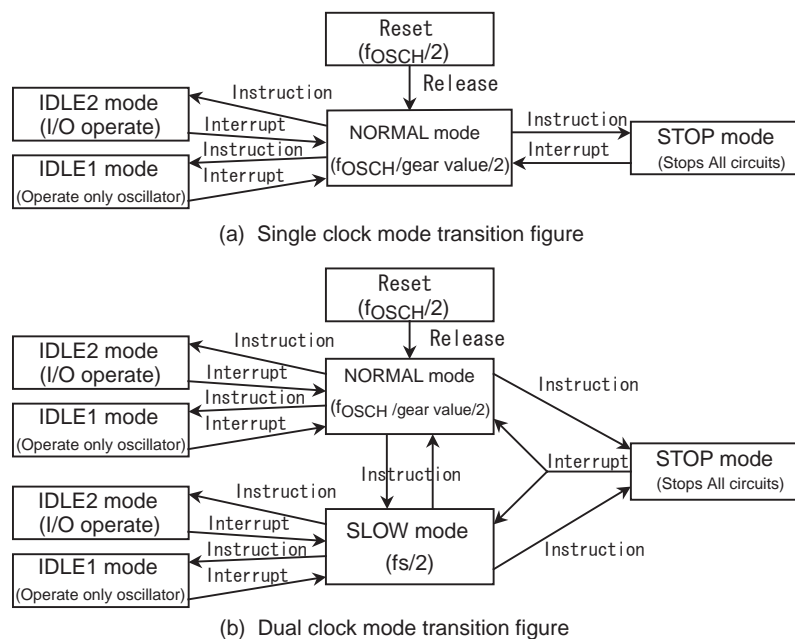 Reset
(fOSCH/2)
Release
Instruction
IDLE2 mode
(I/O operate)
Interrupt
Instruction
IDLE1 mode
(Operate only oscillator)
Interrupt
NORMAL mode
(fOSCH/gear value/2)
Instruction
Interrupt
STOP mode
(Stops All circuits)
(a) Single clock mode transition figure
Reset
(fOSCH/2)
Release
Instruction
IDLE2 mode
(I/O operate)
Interrupt
Instruction
IDLE1 mode
(Operate only oscillator)
Interrupt
NORMAL mode
(fOSCH /gear value/2)
Instruction
Instruction
Interrupt
STOP mode
(Stops All circuits)
IDLE2 mode
(I/O operate)
Instruction
Interrupt
Instruction
IDLE1 mode
(Operate only oscillator)
Interrupt
SLOW mode
(fs/2)
Instruction
(b) Dual clock mode transition figure